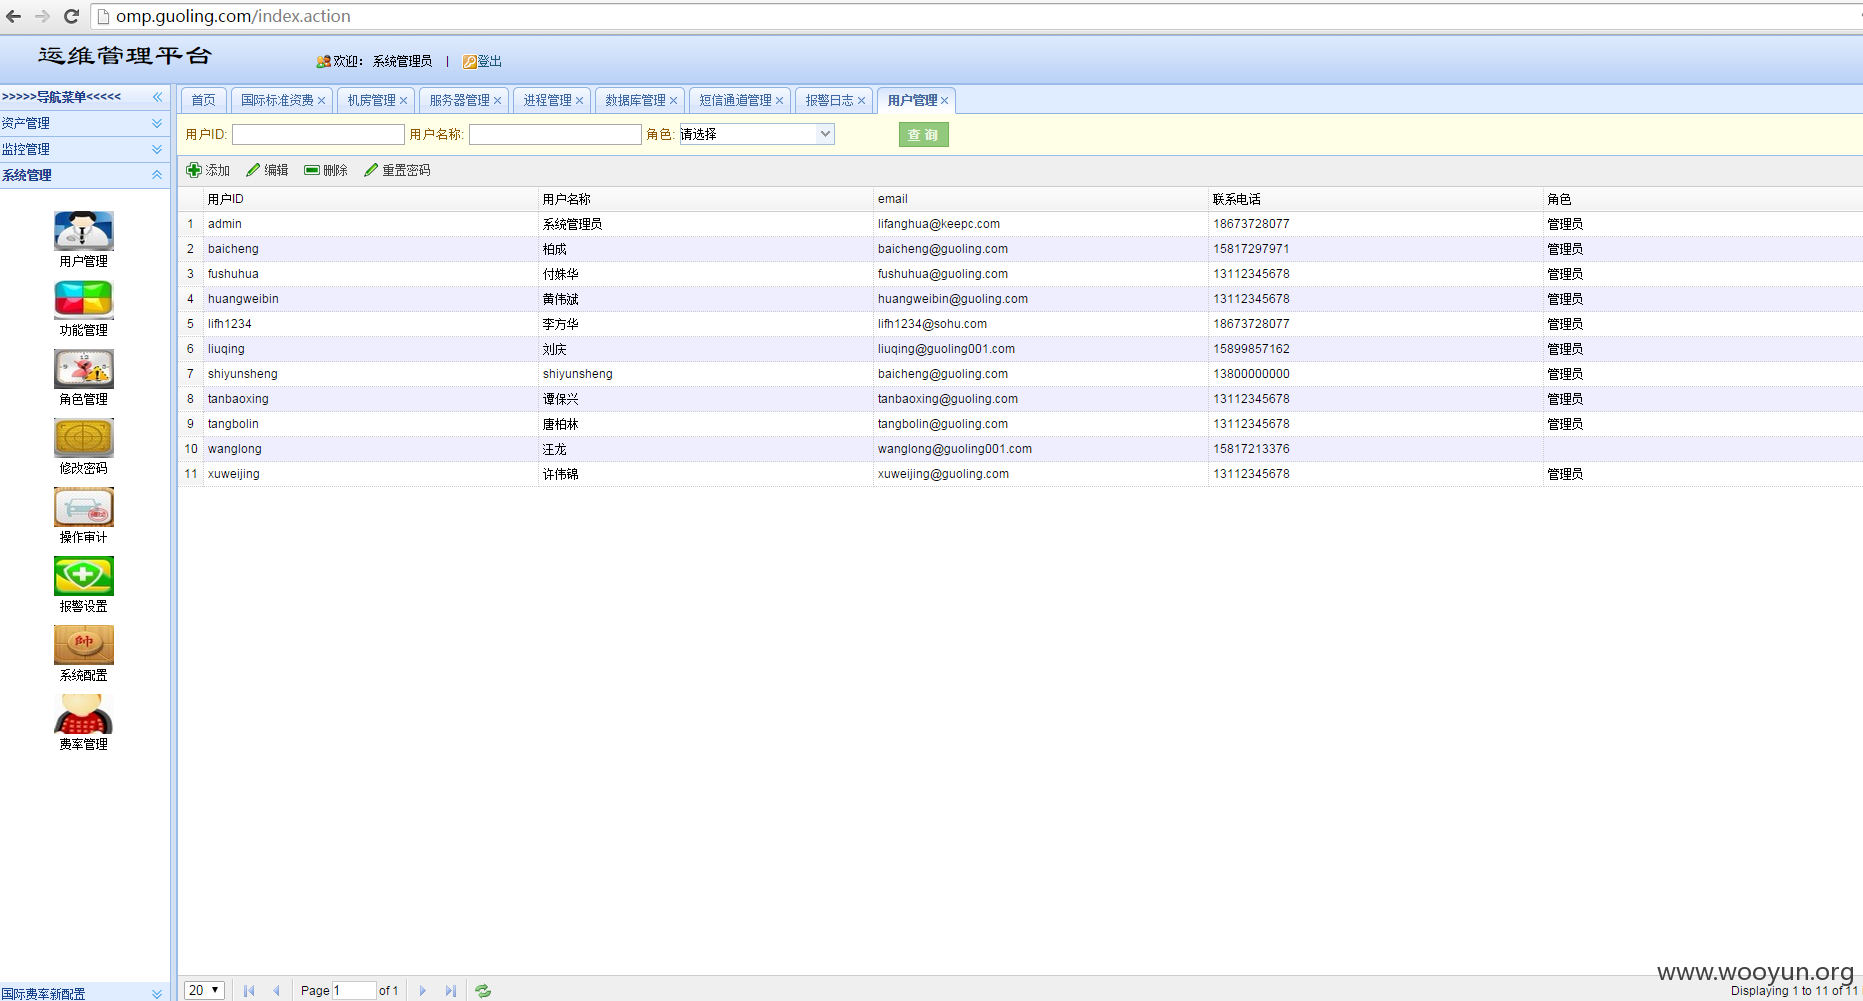 omp.guoling.com/index.action
运维管理平台
欢迎： 系统管理员 | 登出
>>>>>导航菜单<<<<<
资产管理
监控管理
系统管理
用户管理
功能管理
角色管理
修改密码
操作审计
报警设置
系统配置
费率管理
国际费率新配置
首页 国际标准资费 机房管理 服务器管理 进程管理 数据库管理 短信通道管理 报警日志 用户管理
用户ID: 用户名称: 角色: 请选择 查 询
添加 编辑 删除 重置密码
用户ID 用户名称 email 联系电话 角色
1 admin 系统管理员 lifanghua@keepc.com 18673728077 管理员
2 baicheng 柏成 baicheng@guoling.com 15817297971 管理员
3 fushuhua 付姝华 fushuhua@guoling.com 13112345678 管理员
4 huangweibin 黄伟斌 huangweibin@guoling.com 13112345678 管理员
5 lifh1234 李方华 lifh1234@sohu.com 18673728077 管理员
6 liuqing 刘庆 liuqing@guoling001.com 15899857162 管理员
7 shiyunsheng shiyunsheng baicheng@guoling.com 13800000000 管理员
8 tanbaoxing 谭保兴 tanbaoxing@guoling.com 13112345678 管理员
9 tangbolin 唐柏林 tangbolin@guoling.com 13112345678 管理员
10 wanglong 汪龙 wanglong@guoling001.com 15817213376
11 xuweijing 许伟锦 xuweijing@guoling.com 13112345678 管理员
20 Page 1 of 1
www.wooyun.org
Displaying 1 to 11 of 11